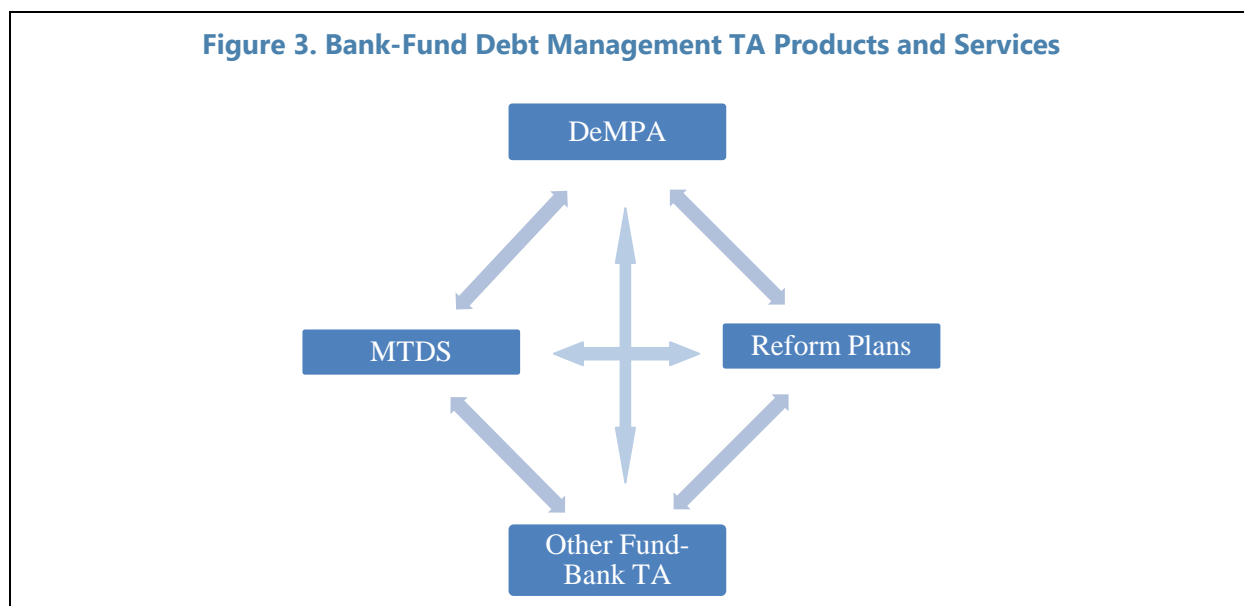 Figure 3. Bank-Fund Debt Management TA Products and Services
DeMPA
MTDS
Reform Plans
Other Fund-
Bank TA